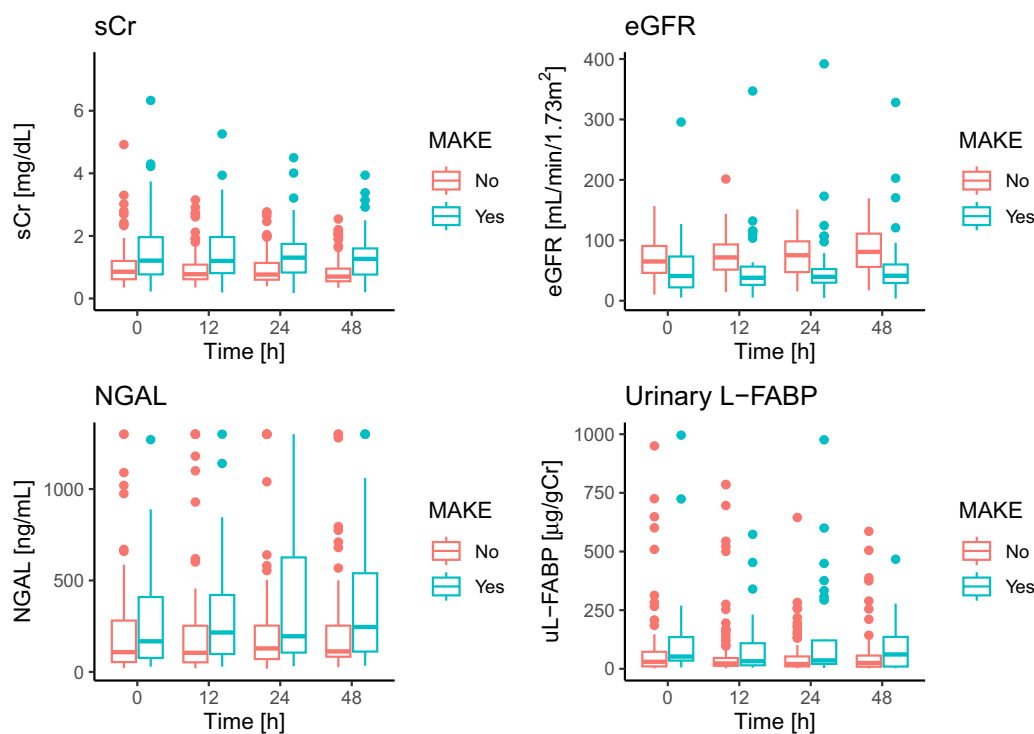 sCr
sCr [mg/dL]
6
4
2
0
0 12 24 48
Time [h]
MAKE
No
Yes
eGFR
eGFR [mL/min/1.73m²]
400
300
200
100
0
0 12 24 48
Time [h]
MAKE
No
Yes
NGAL
NGAL [ng/mL]
1000
500
0
0 12 24 48
Time [h]
MAKE
No
Yes
Urinary L−FABP
uL−FABP [μg/gCr]
1000
750
500
250
0
0 12 24 48
Time [h]
MAKE
No
Yes